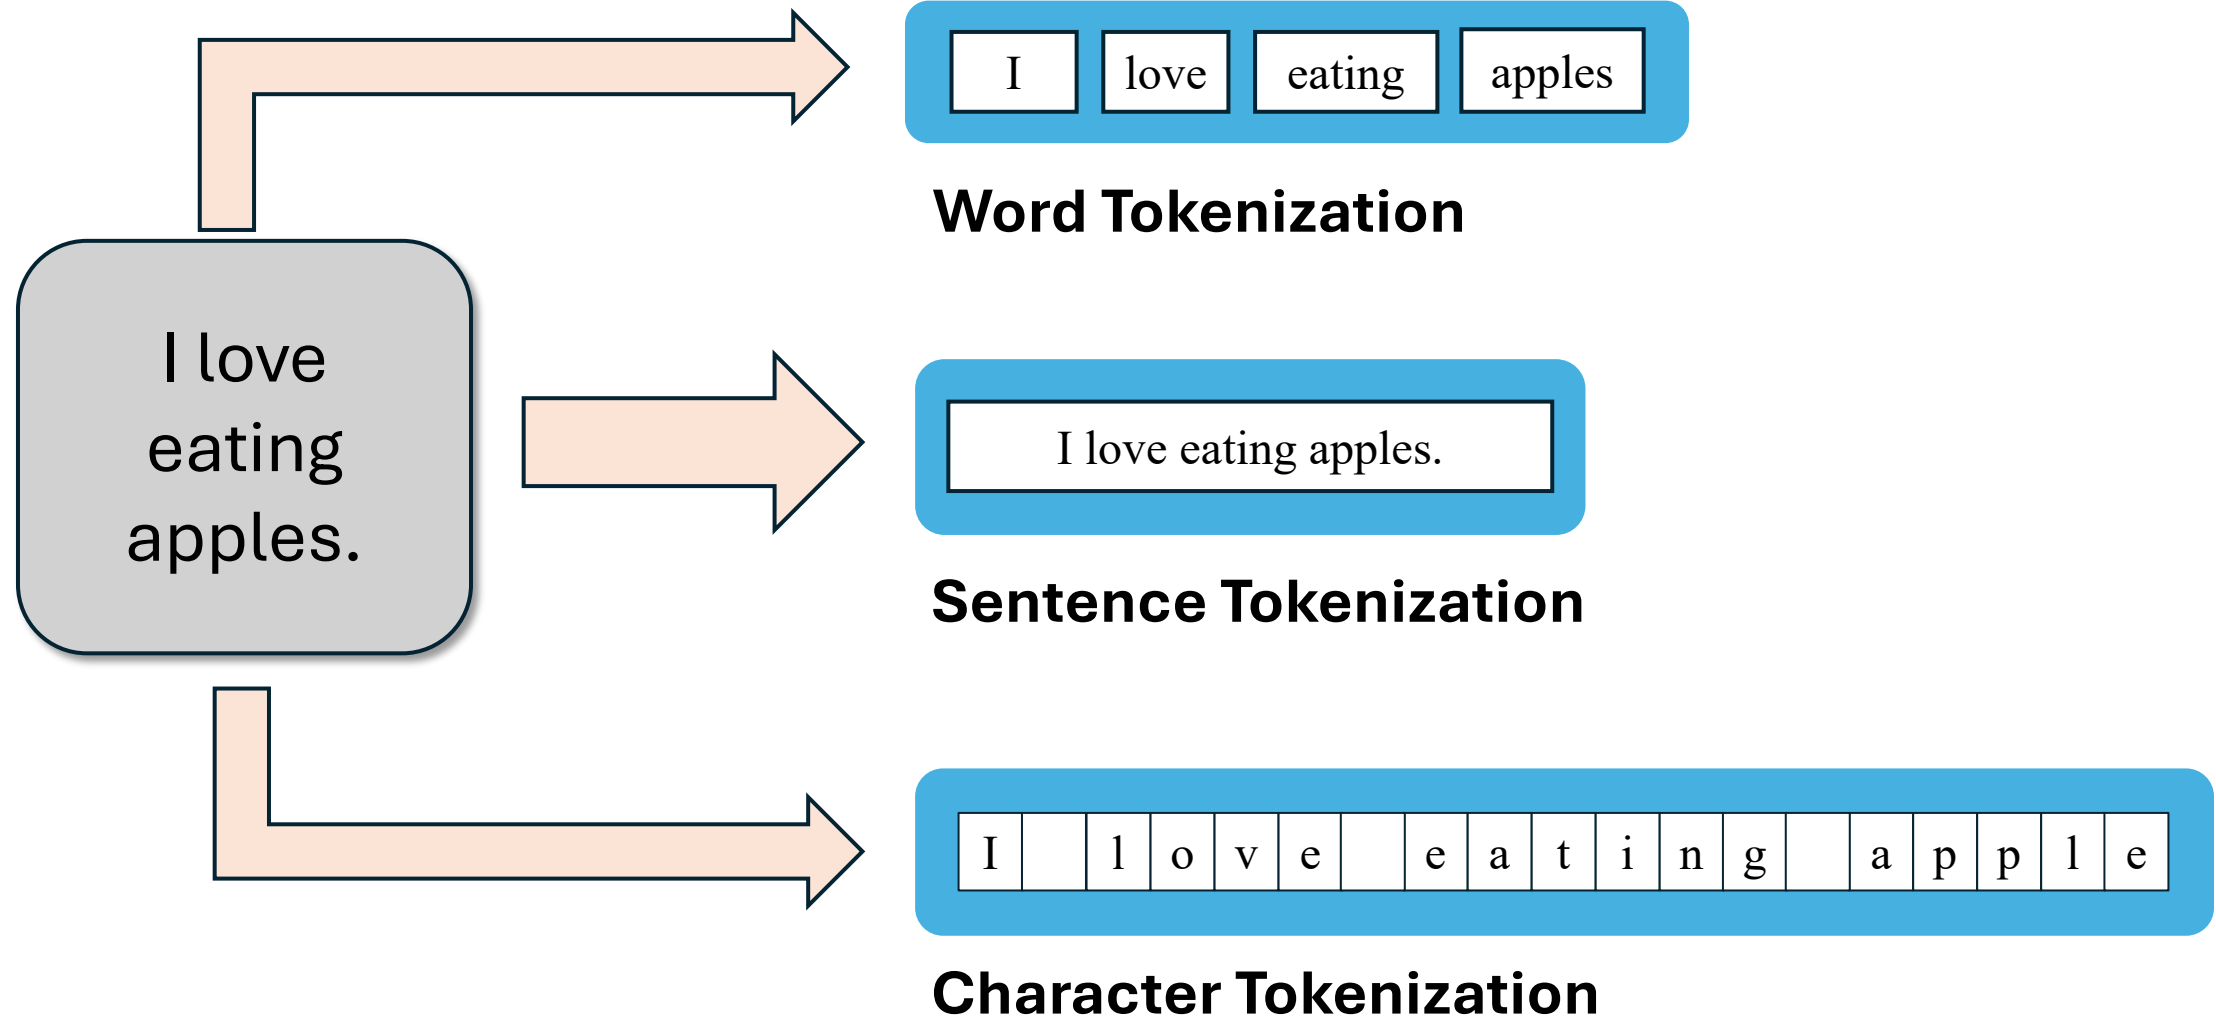 I love
eating
apples.
I love eating apples
Word Tokenization
I love eating apples.
Sentence Tokenization
I l o v e e a t i n g a p p l e
Character Tokenization